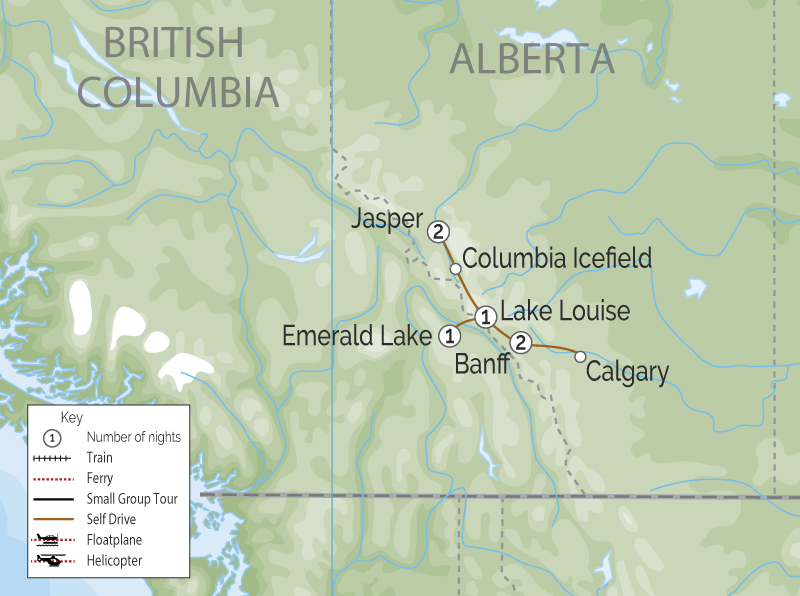 BRITISH
COLUMBIA
ALBERTA
Jasper 2
Columbia Icefield
1 Lake Louise
Emerald Lake 1
Banff 2
Calgary
Key
1 Number of nights
Train
Ferry
Small Group Tour
Self Drive
Floatplane
Helicopter